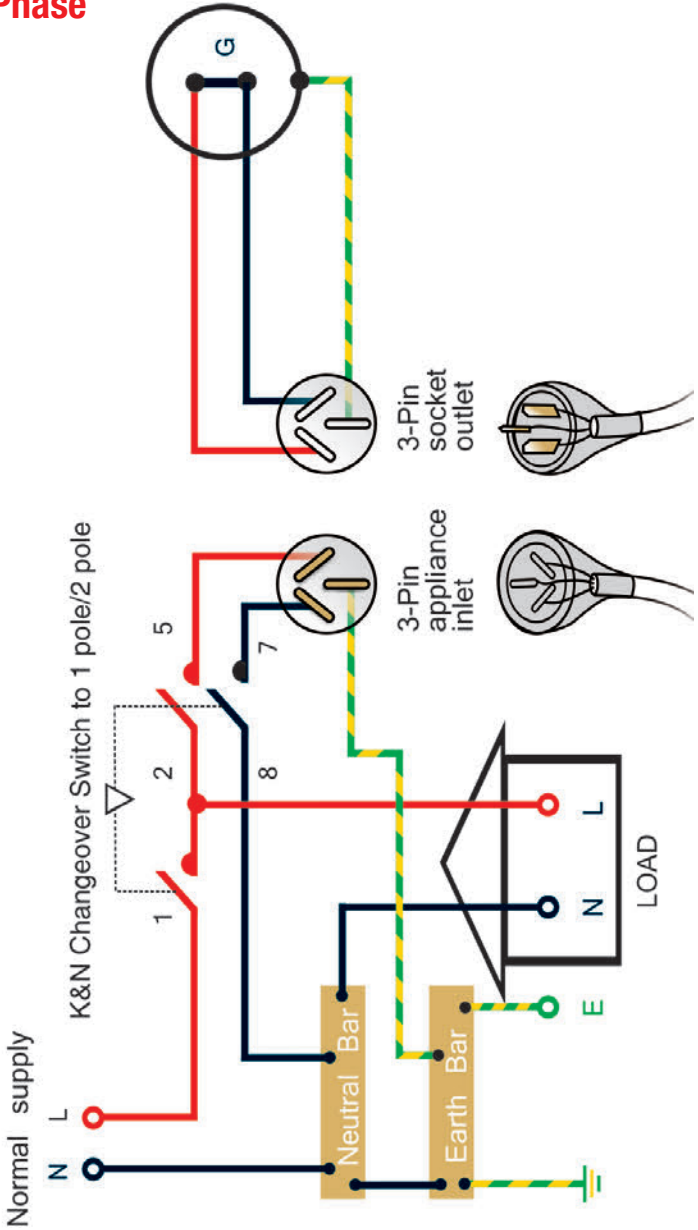 Phase
Normal supply
N
L
K&N Changeover Switch to 1 pole/2 pole
1
2
5
8
7
G
Neutral Bar
Earth Bar
E
N
L
LOAD
3-Pin
appliance
inlet
3-Pin
socket
outlet